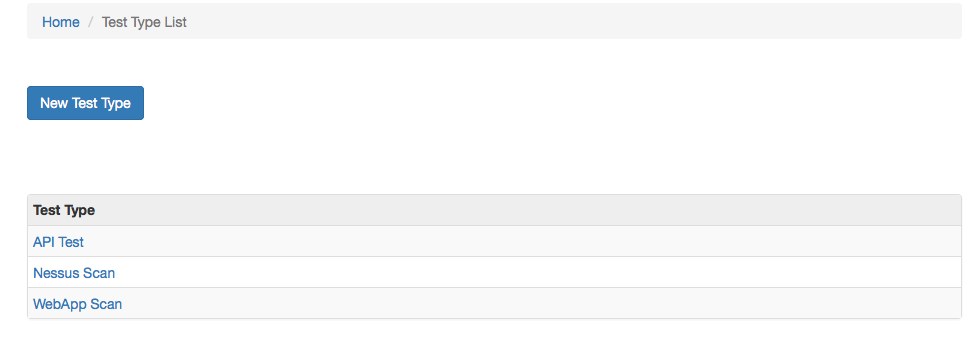 Home / Test Type List
New Test Type
Test Type
API Test
Nessus Scan
WebApp Scan